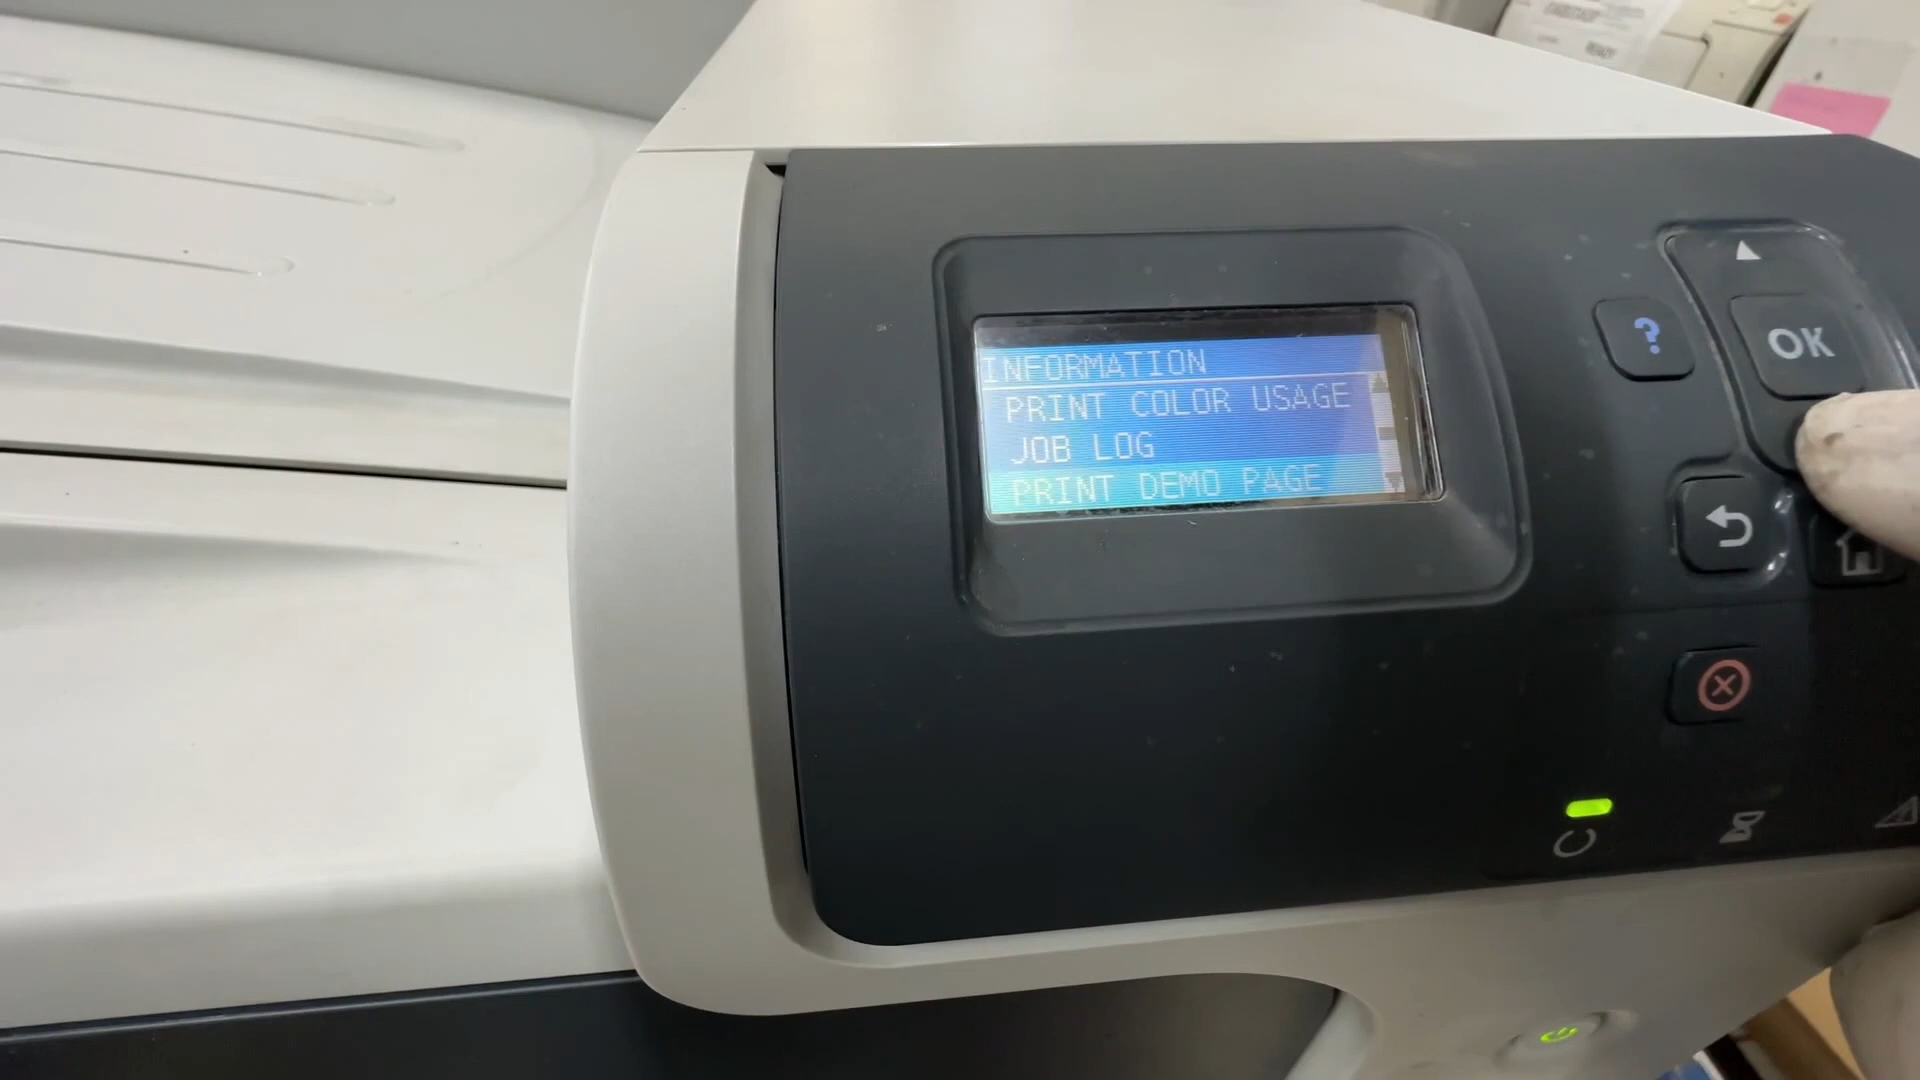 INFORMATION
PRINT COLOR USAGE
JOB LOG
PRINT DEMO PAGE
?
OK